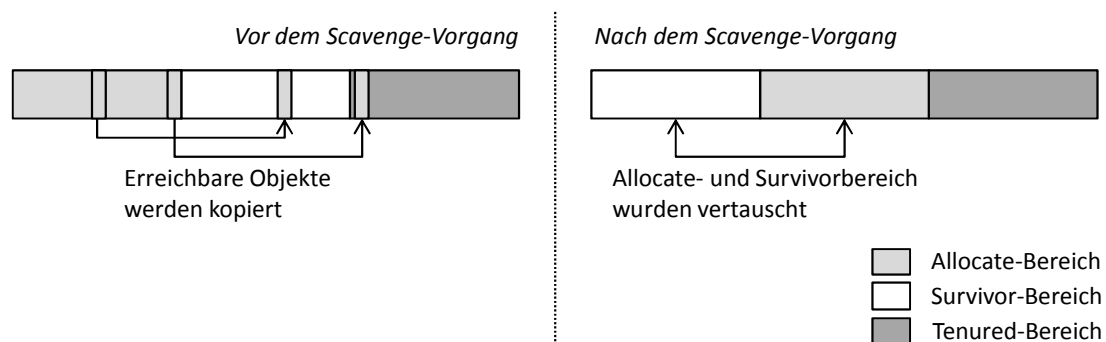 Vor dem Scavenge-Vorgang
Nach dem Scavenge-Vorgang
Erreichbare Objekte
werden kopiert
Allocate- und Survivorbereich
wurden vertauscht
Allocate-Bereich
Survivor-Bereich
Tenured-Bereich